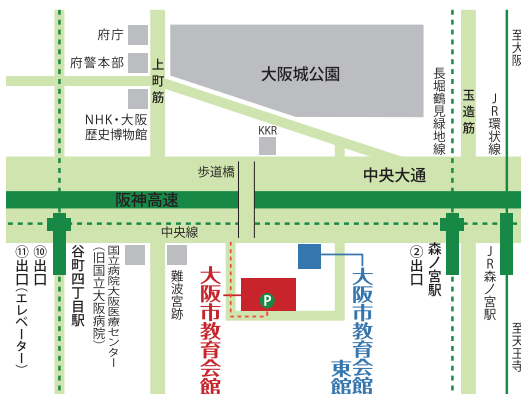 府庁
府警本部
上町筋
NHK・大阪
歴史博物館
大阪城公園
KKR
長堀鶴見緑地線
玉造筋
JR環状線
至大阪
歩道橋
中央大通
阪神高速
中央線
⑪出口(エレベーター)
⑩出口
谷町四丁目駅
国立病院大阪医療センター
(旧国立大阪病院)
難波宮跡
大阪市教育会館
P
大阪市教育会館
東館
②出口
森ノ宮駅
JR森ノ宮駅
至天王寺